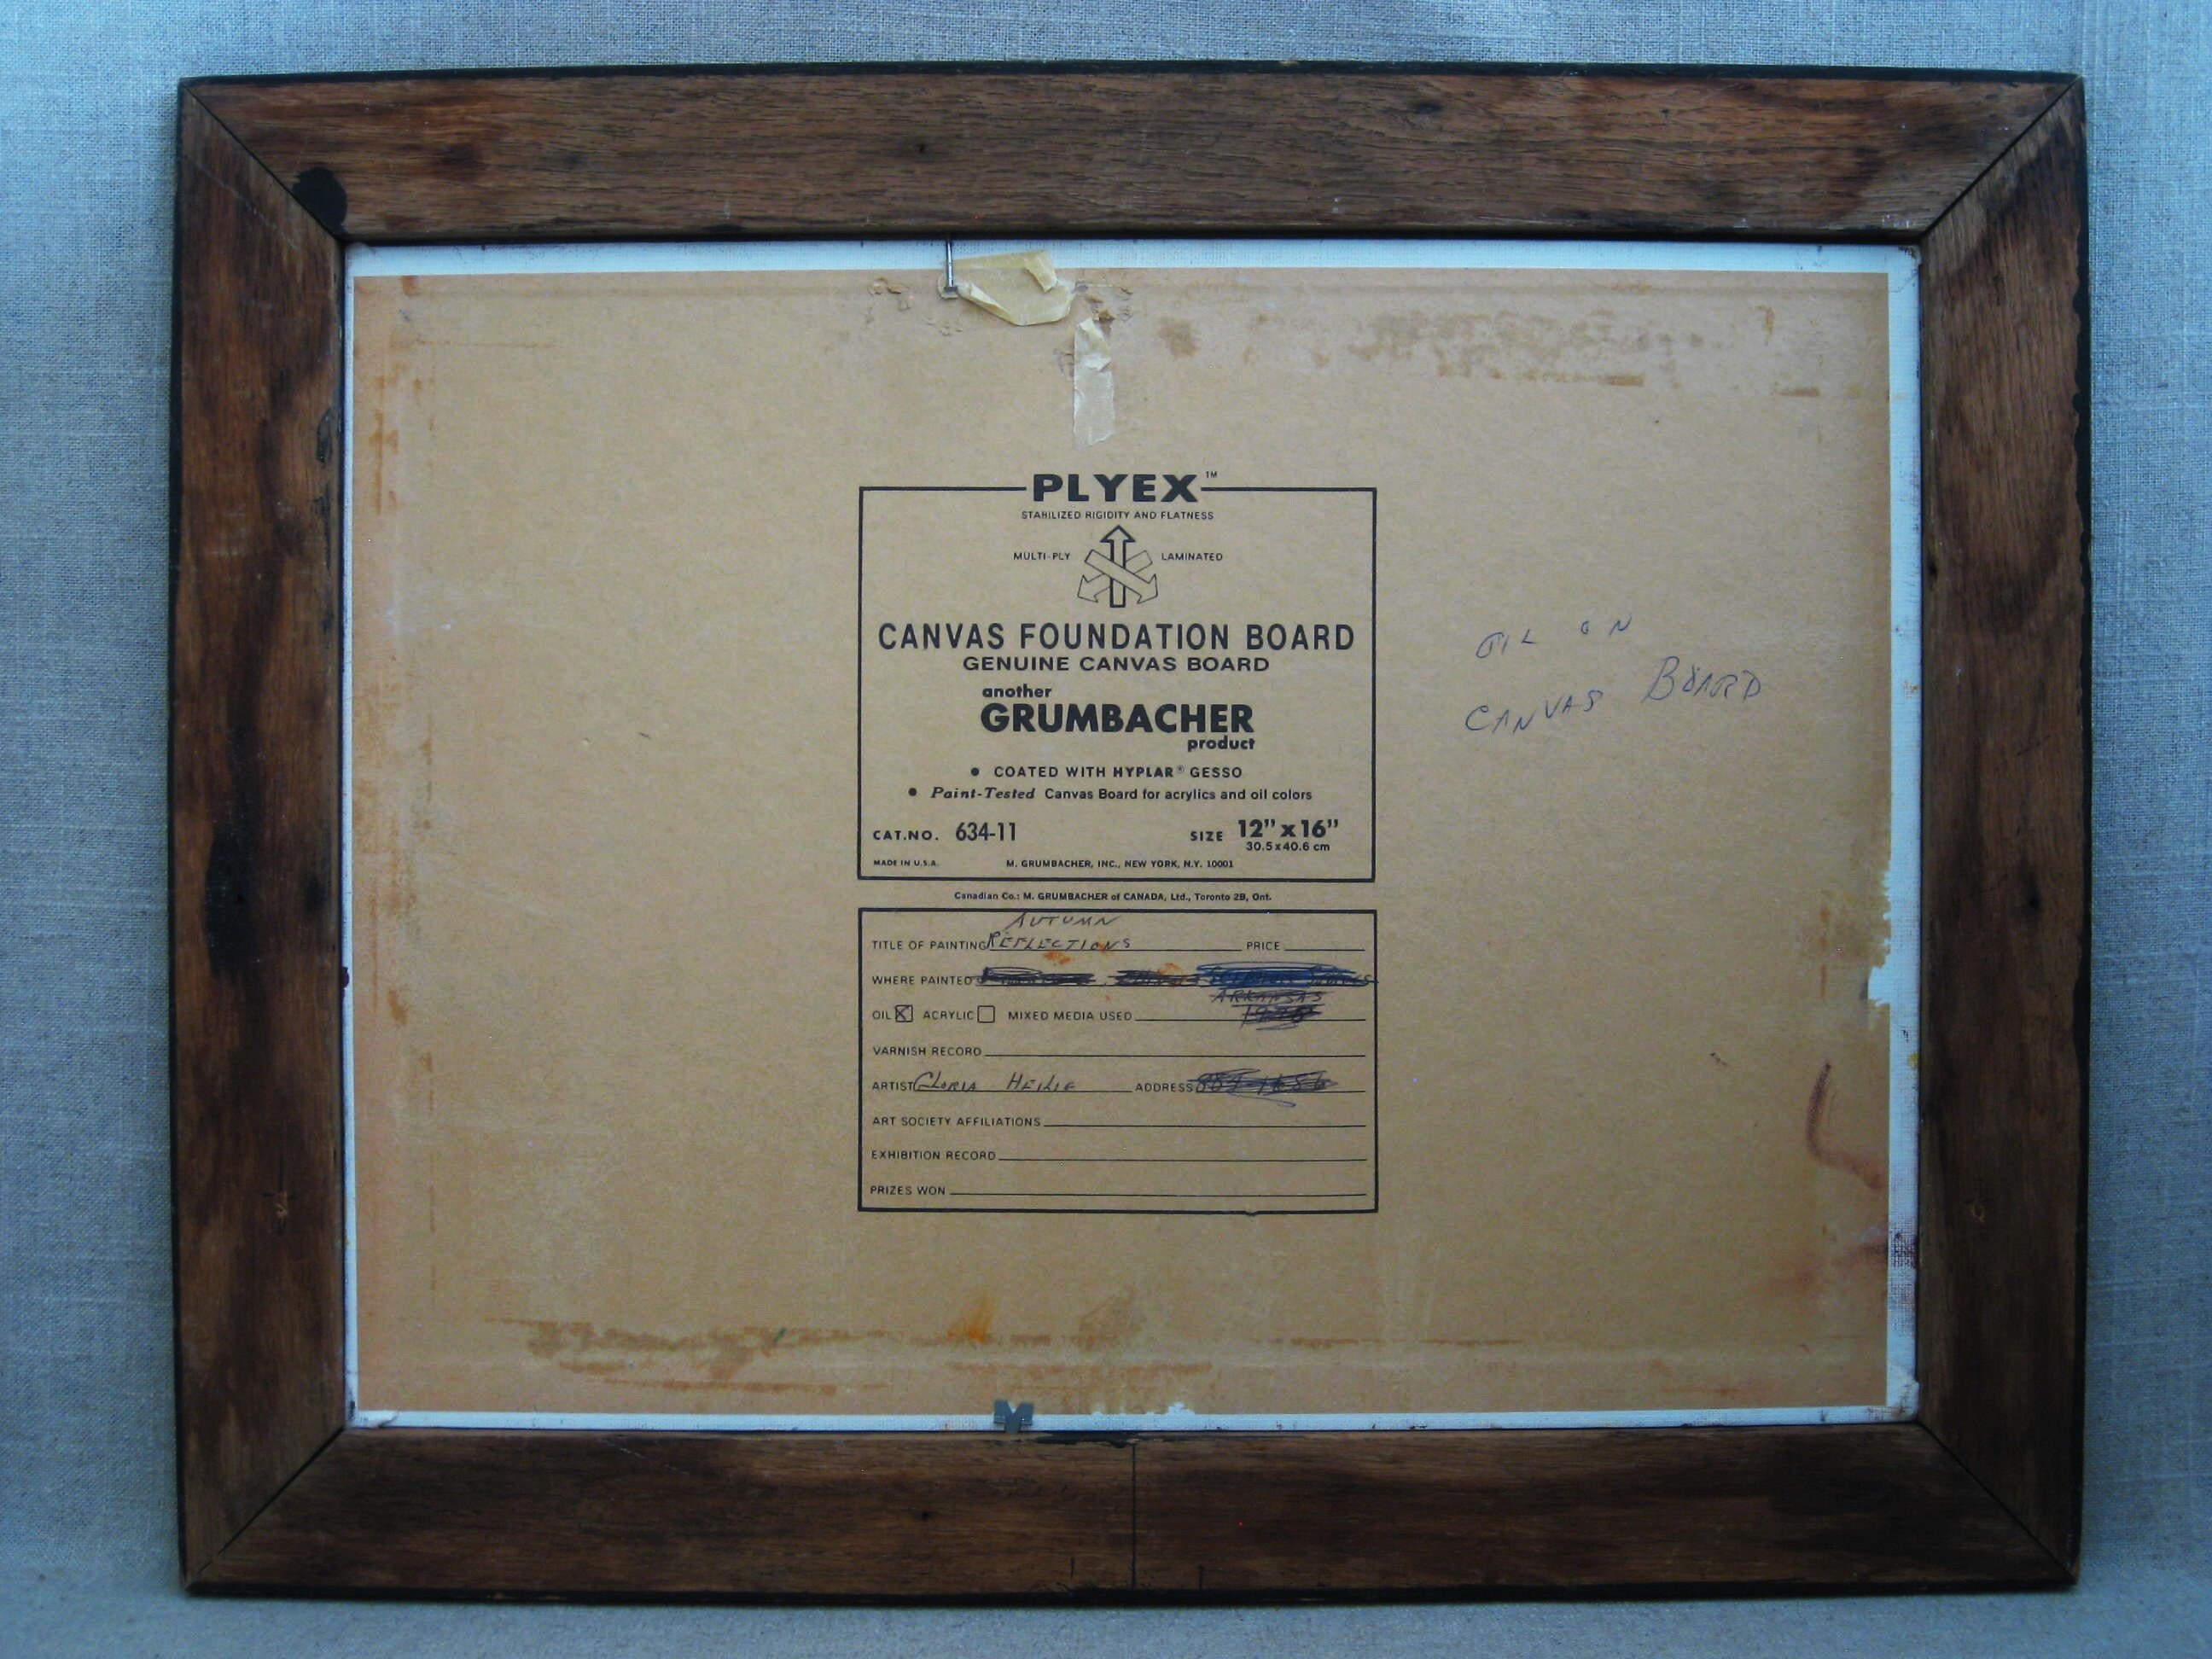 PLYEX™
STABILIZED RIGIDITY AND FLATNESS
MULTI-PLY LAMINATED
CANVAS FOUNDATION BOARD
GENUINE CANVAS BOARD
another
GRUMBACHER
product
• COATED WITH HYPLAR® GESSO
• Paint-Tested Canvas Board for acrylics and oil colors
CAT.NO. 634-11 SIZE 12" x 16"
30.5 x 40.6 cm
MADE IN U.S.A. M. GRUMBACHER, INC., NEW YORK, N.Y. 10001
Canadian Co.: M. GRUMBACHER of CANADA, Ltd., Toronto 2B, Ont.
AUTUMN
TITLE OF PAINTING REFLECTIONS PRICE
WHERE PAINTED
ARKANSAS
OIL ACRYLIC MIXED MEDIA USED
VARNISH RECORD
ARTIST GLORIA ADDRESS
ART SOCIETY AFFILIATIONS
EXHIBITION RECORD
PRIZES WON
OIL ON
CANVAS BOARD